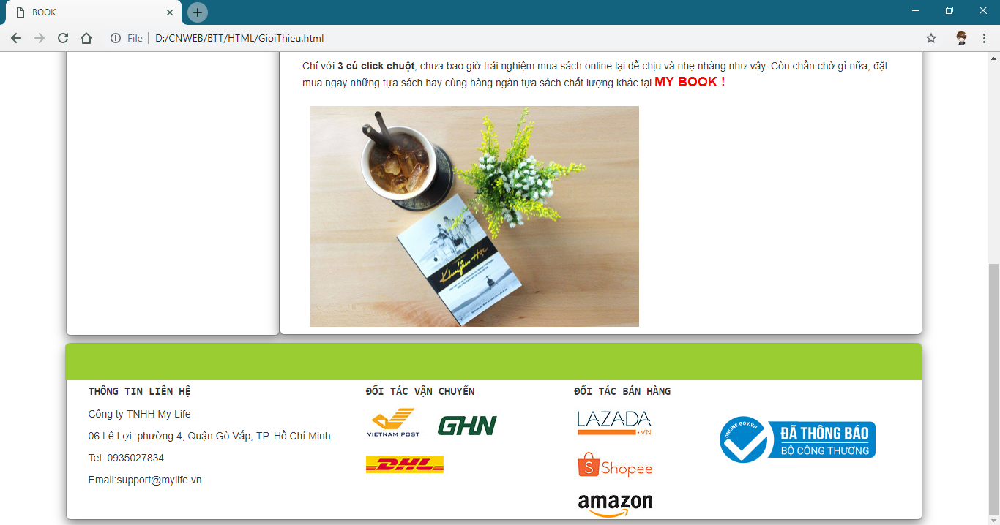 BOOK
File
D:/CNWEB/BTT/HTML/GioiThieu.html
Chỉ với 3 cú click chuột, chưa bao giờ trải nghiệm mua sách online lại dễ chịu và nhẹ nhàng như vậy. Còn chần chờ gì nữa, đặt
mua ngay những tựa sách hay cùng hàng ngàn tựa sách chất lượng khác tại MY BOOK !
Khuyến Học
THÔNG TIN LIÊN HỆ
Công ty TNHH My Life
06 Lê Lợi, phường 4, Quận Gò Vấp, TP. Hồ Chí Minh
Tel: 0935027834
Email:support@mylife.vn
ĐỐI TÁC VẬN CHUYỂN
VIETNAM POST
GHN
DHL
ĐỐI TÁC BÁN HÀNG
LAZADA
.VN
Shopee
amazon
ONLINE.GOV.VN
ĐÃ THÔNG BÁO
BỘ CÔNG THƯƠNG